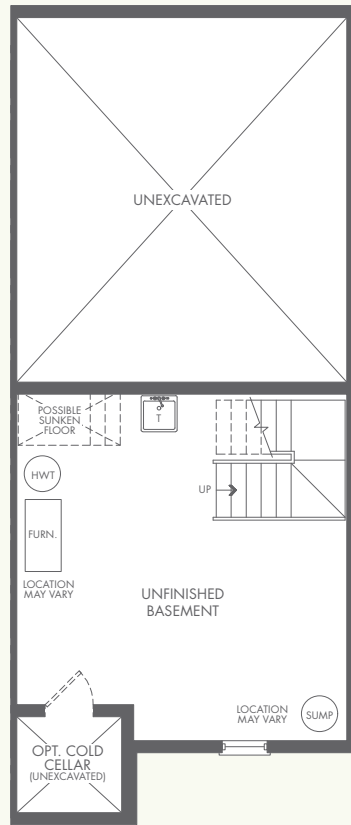 UNEXCAVATED
POSSIBLE
SUNKEN
FLOOR
T
HWT
UP
FURN.
LOCATION
MAY VARY
UNFINISHED
BASEMENT
LOCATION
MAY VARY
SUMP
OPT. COLD
CELLAR
(UNEXCAVATED)